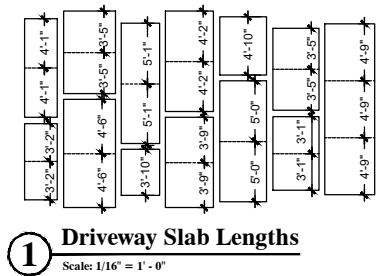 4'-1" 4'-1" 3'-2" 3'-2"
3'-5" 3'-5" 4'-6" 4'-6"
5'-1" 5'-1" 3'-10"
4'-2" 4'-2" 3'-9" 3'-9"
4'-10" 5'-0" 5'-0"
3'-5" 3'-5" 3'-1" 3'-1"
4'-9" 4'-9" 4'-9" 4'-9"
1 Driveway Slab Lengths
Scale: 1/16" = 1' - 0"